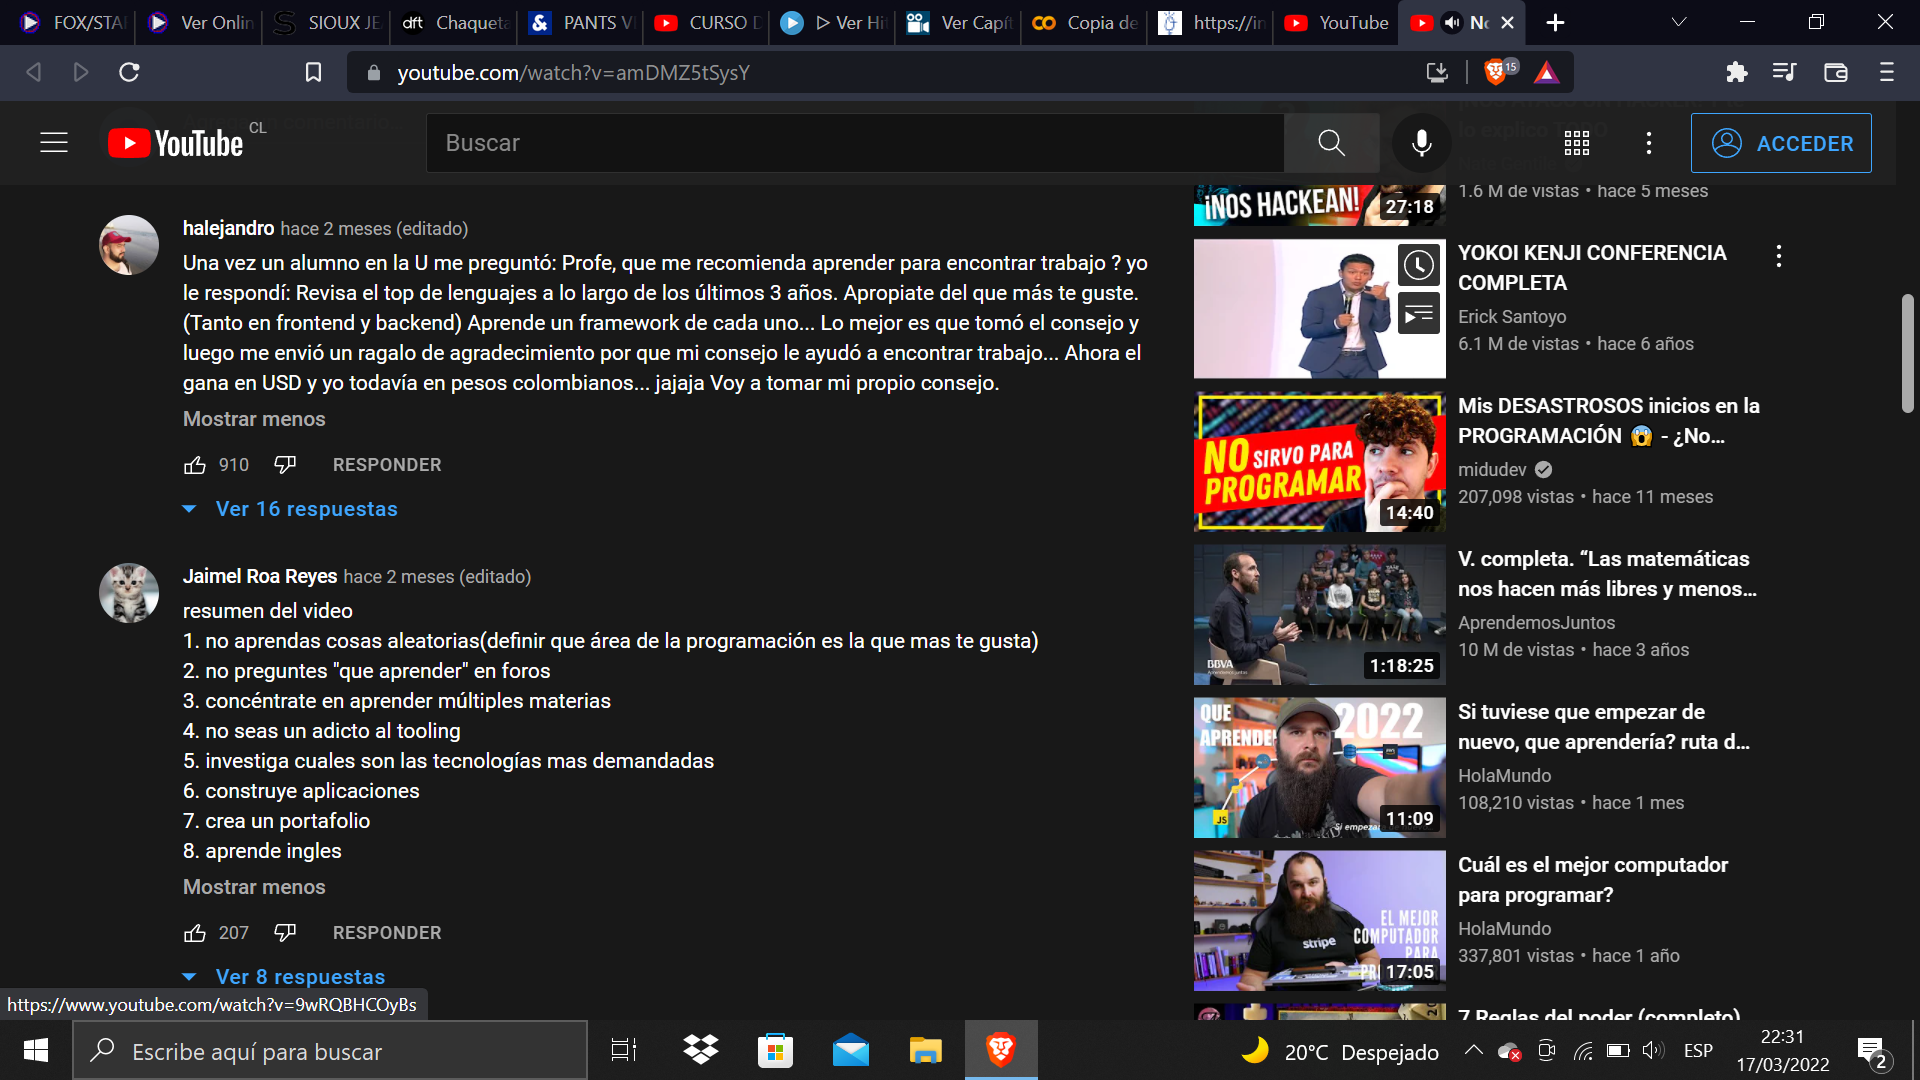 FOX/STA
Ver Onlin
SIOUX JE
dft
Chaqueta
&
PANTS V
CURSO D
▷ Ver Hi
Ver Capít
Copia de
https://in
YouTube
youtube.com/watch?v=amDMZ5tSysY
15
YouTube
CL
Buscar
ACCEDER
halejandro hace 2 meses (editado)
Una vez un alumno en la U me preguntó: Profe, que me recomienda aprender para encontrar trabajo ? yo
le respondí: Revisa el top de lenguajes a lo largo de los últimos 3 años. Apropiate del que más te guste.
(Tanto en frontend y backend) Aprende un framework de cada uno... Lo mejor es que tomó el consejo y
luego me envió un ragalo de agradecimiento por que mi consejo le ayudó a encontrar trabajo... Ahora el
gana en USD y yo todavía en pesos colombianos... jajaja Voy a tomar mi propio consejo.
Mostrar menos
910
RESPONDER
Ver 16 respuestas
Jaimel Roa Reyes hace 2 meses (editado)
resumen del video
1. no aprendas cosas aleatorias(definir que área de la programación es la que mas te gusta)
2. no preguntes "que aprender" en foros
3. concéntrate en aprender múltiples materias
4. no seas un adicto al tooling
5. investiga cuales son las tecnologías mas demandadas
6. construye aplicaciones
7. crea un portafolio
8. aprende ingles
Mostrar menos
207
RESPONDER
Ver 8 respuestas
https://www.youtube.com/watch?v=9wRQBHCOyBs
lo explico TODO
¡NOS HACKEAN!
27:18
1.6 M de vistas • hace 5 meses
YOKOI KENJI CONFERENCIA
COMPLETA
Erick Santoyo
6.1 M de vistas • hace 6 años
NO SIRVO PARA
PROGRAMAR
14:40
Mis DESASTROSOS inicios en la
PROGRAMACIÓN 😱 - ¿No...
midudev
207,098 vistas • hace 11 meses
BBVA
1:18:25
V. completa. “Las matemáticas
nos hacen más libres y menos...
AprendemosJuntos
10 M de vistas • hace 3 años
QUE
APRENDE
2022
JS
Si empeza
11:09
Si tuviese que empezar de
nuevo, que aprendería? ruta d...
HolaMundo
108,210 vistas • hace 1 mes
stripe
EL MEJOR
COMPUTADOR
PARA
PR
17:05
Cuál es el mejor computador
para programar?
HolaMundo
337,801 vistas • hace 1 año
7 Reglas del poder (completo)
Escribe aquí para buscar
20°C Despejado
ESP
22:31
17/03/2022
2